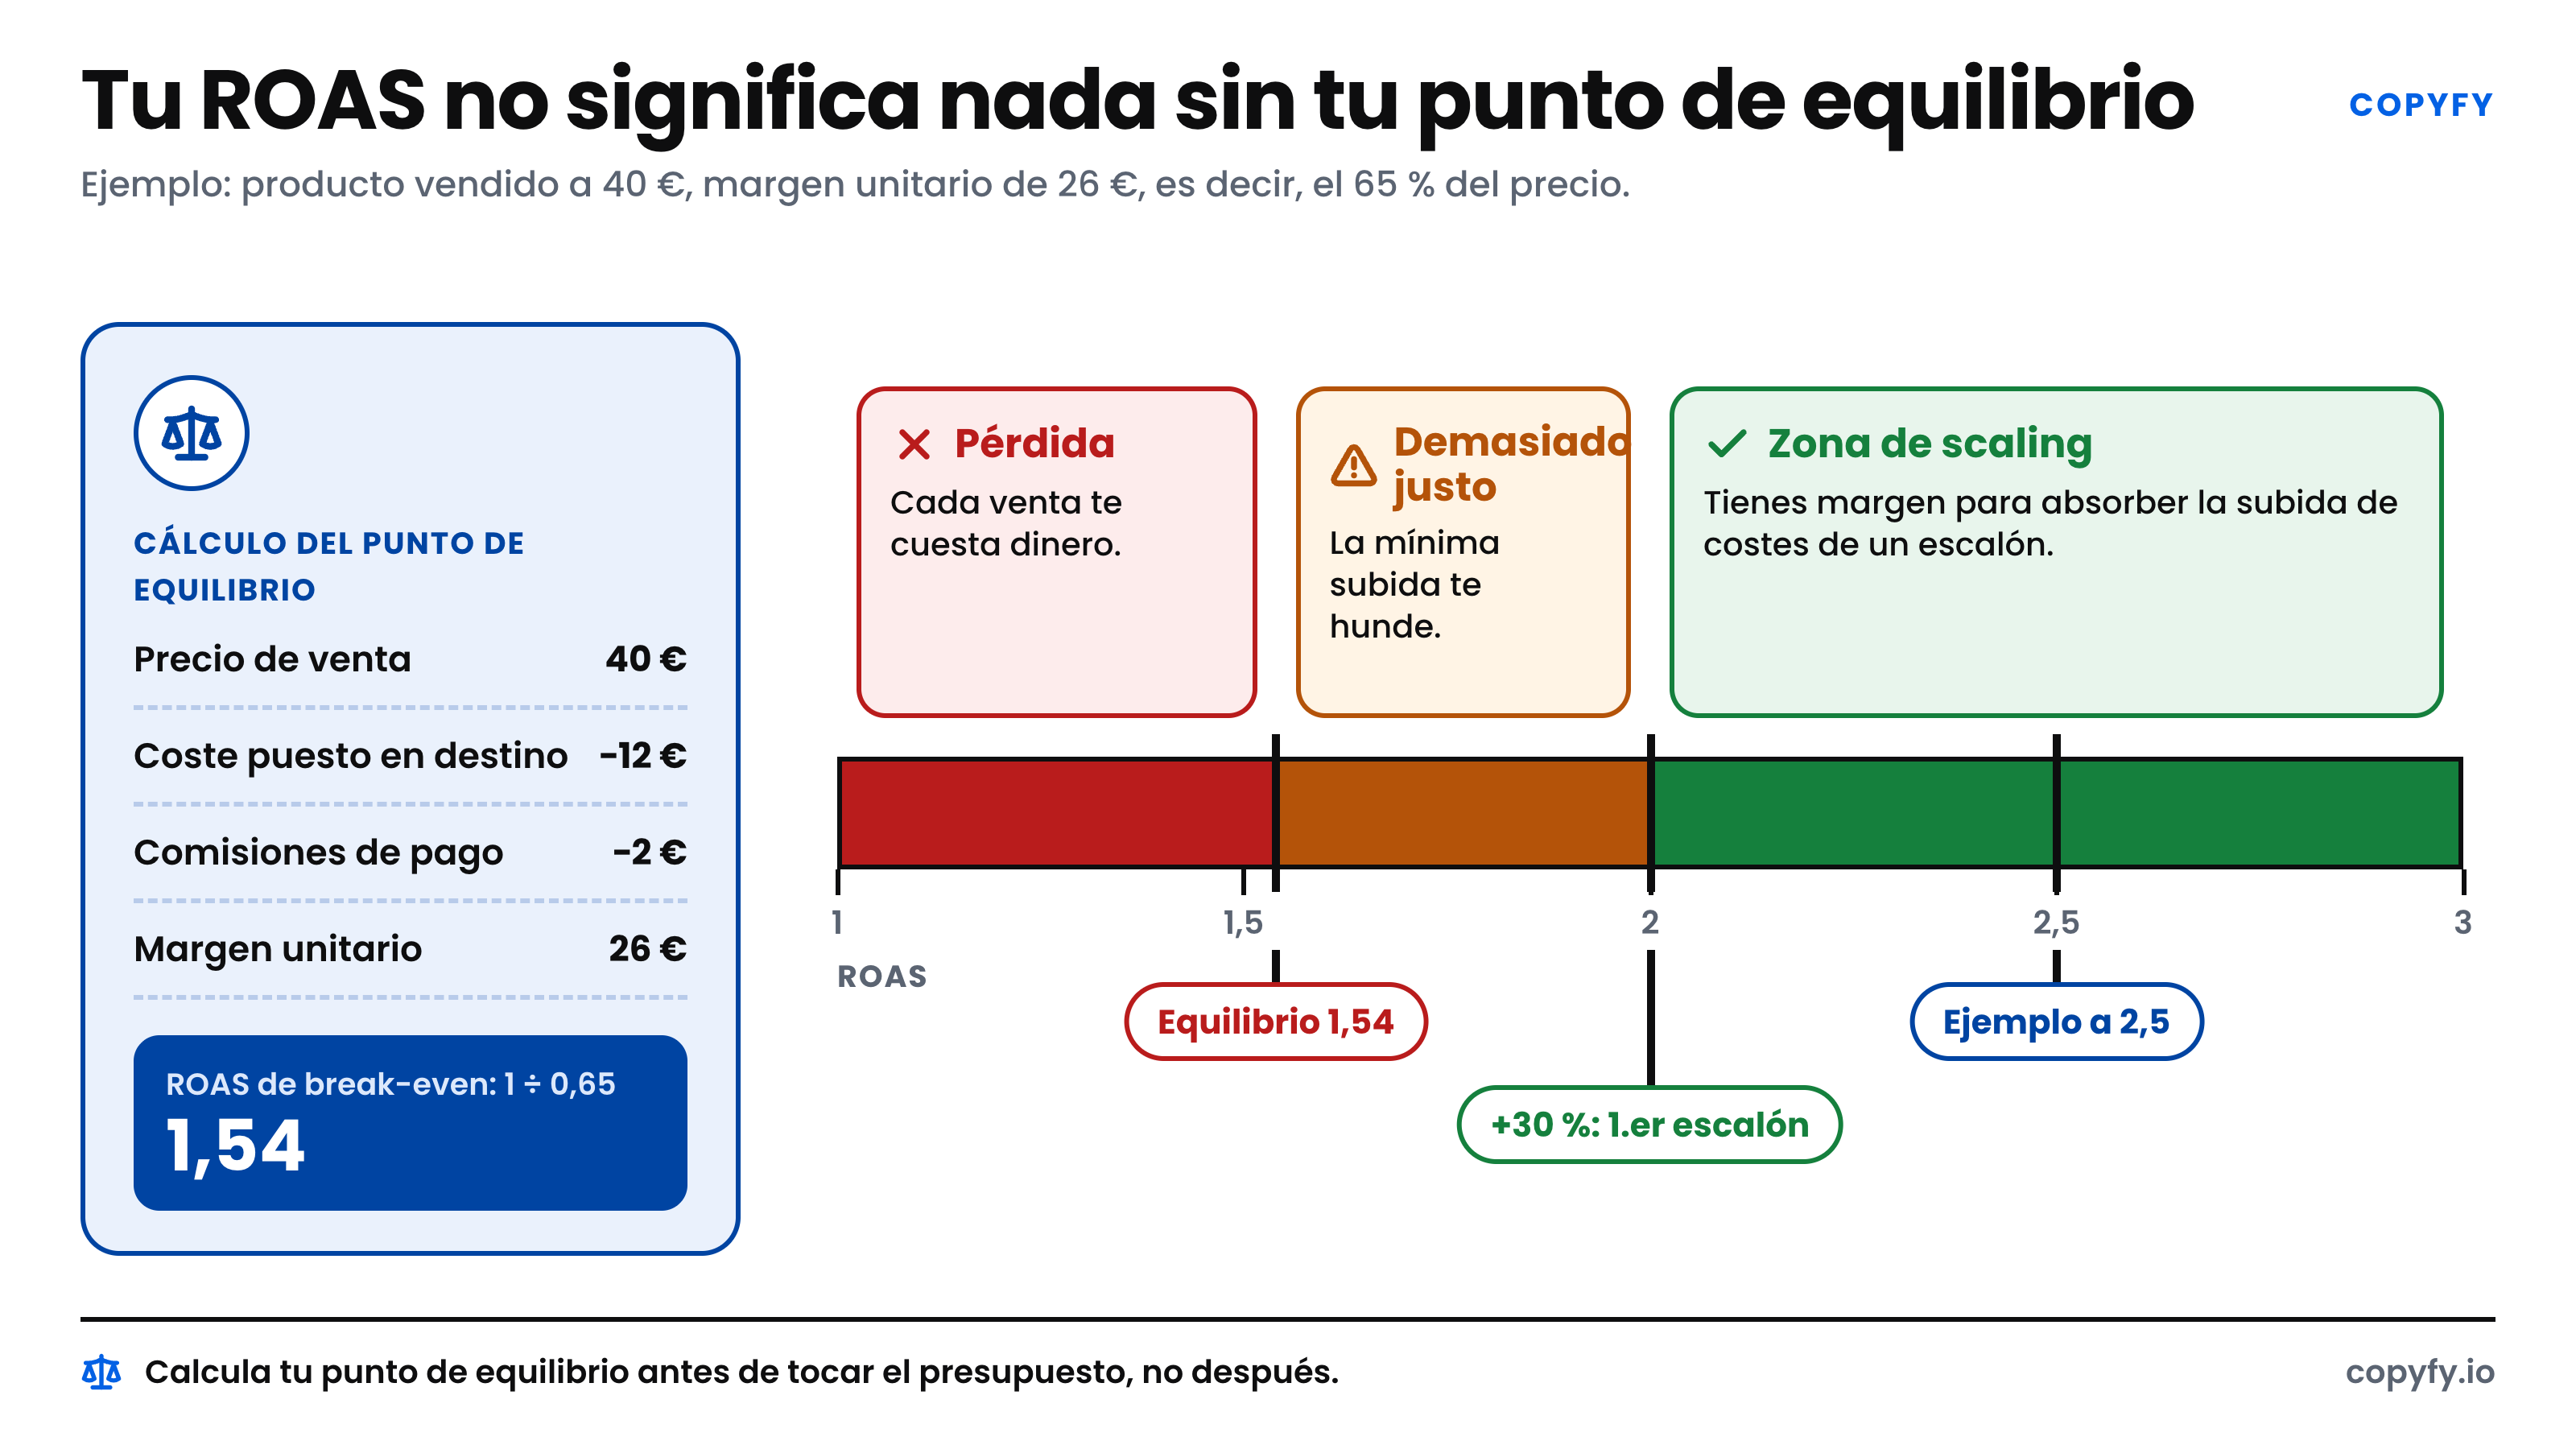 Tu ROAS no significa nada sin tu punto de equilibrio
COPYFY
Ejemplo: producto vendido a 40 €, margen unitario de 26 €, es decir, el 65 % del precio.
CÁLCULO DEL PUNTO DE
EQUILIBRIO
Precio de venta 40 €
Coste puesto en destino -12 €
Comisiones de pago -2 €
Margen unitario 26 €
ROAS de break-even: 1 ÷ 0,65
1,54
Pérdida
Cada venta te
cuesta dinero.
Demasiado
justo
La mínima
subida te
hunde.
Zona de scaling
Tienes margen para absorber la subida de
costes de un escalón.
1 1,5 2 2,5 3
ROAS
Equilibrio 1,54
Ejemplo a 2,5
+30 %: 1.er escalón
Calcula tu punto de equilibrio antes de tocar el presupuesto, no después.
copyfy.io